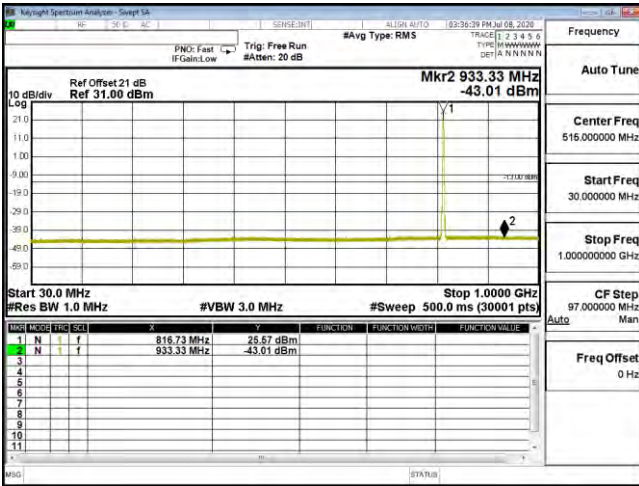 Keysight Spectrum Analyzer - Swept SA
RF 50 Ω AC SENSE:INT ALIGN AUTO 03:36:39 PM Jul 08, 2020
#Avg Type: RMS
TRACE 1 2 3 4 5 6
TYPE M WWWWW
DET A N N N N N
PNO: Fast
IFGain:Low
Trig: Free Run
#Atten: 20 dB
Mkr2 933.33 MHz
-43.01 dBm
Ref Offset 21 dB
10 dB/div Ref 31.00 dBm
Log
21.0
11.0
1.00
-9.00
-13.00 dBm
-19.0
-29.0
-39.0
-49.0
-59.0
1
2
Start 30.0 MHz Stop 1.0000 GHz
#Res BW 1.0 MHz #VBW 3.0 MHz #Sweep 500.0 ms (30001 pts)
MKR MODE TRC SCL X Y FUNCTION FUNCTION WIDTH FUNCTION VALUE
1 N 1 f 816.73 MHz 25.57 dBm
2 N 1 f 933.33 MHz -43.01 dBm
3
4
5
6
7
8
9
10
11
MSG STATUS
Frequency
Auto Tune
Center Freq
515.000000 MHz
Start Freq
30.000000 MHz
Stop Freq
1.000000000 GHz
CF Step
97.000000 MHz
Auto Man
Freq Offset
0 Hz